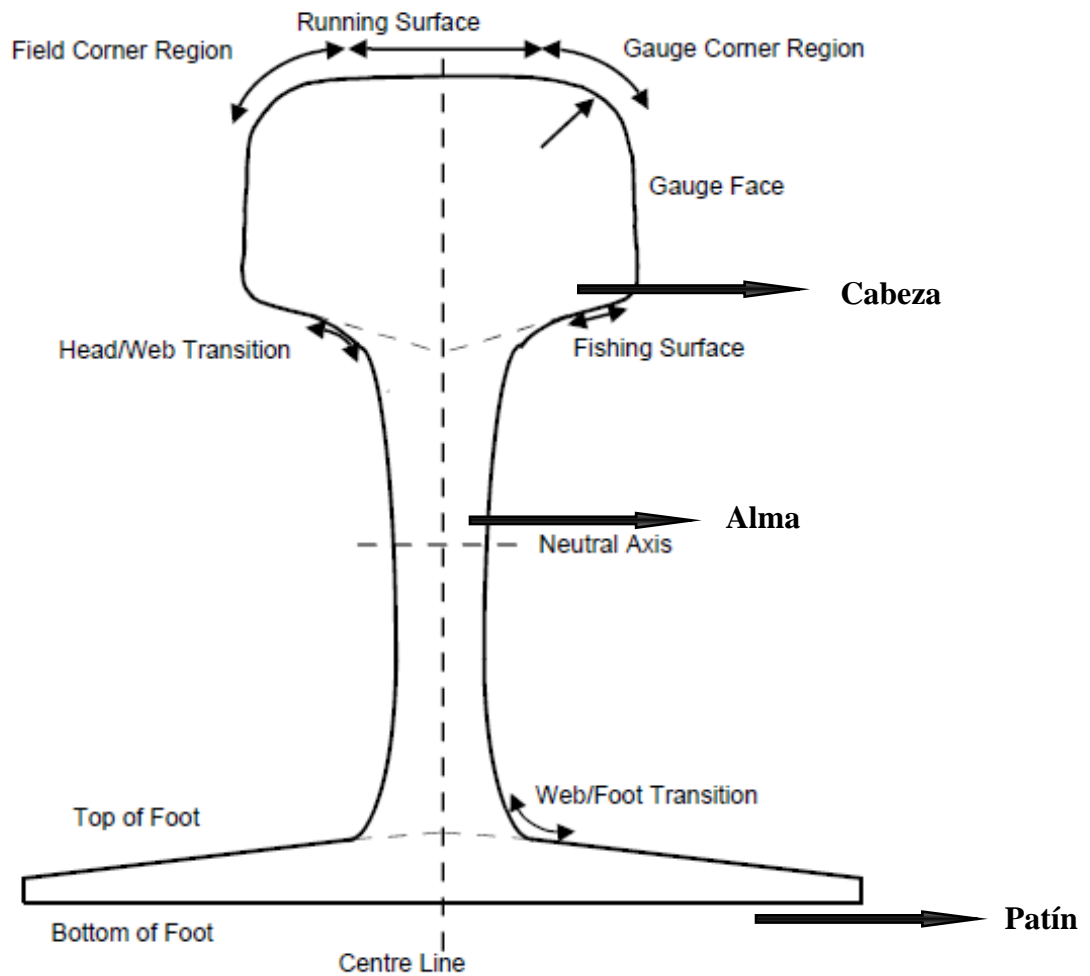 Running Surface
Field Corner Region
Gauge Corner Region
Gauge Face
Cabeza
Head/Web Transition
Fishing Surface
Alma
Neutral Axis
Web/Foot Transition
Top of Foot
Patín
Bottom of Foot
Centre Line